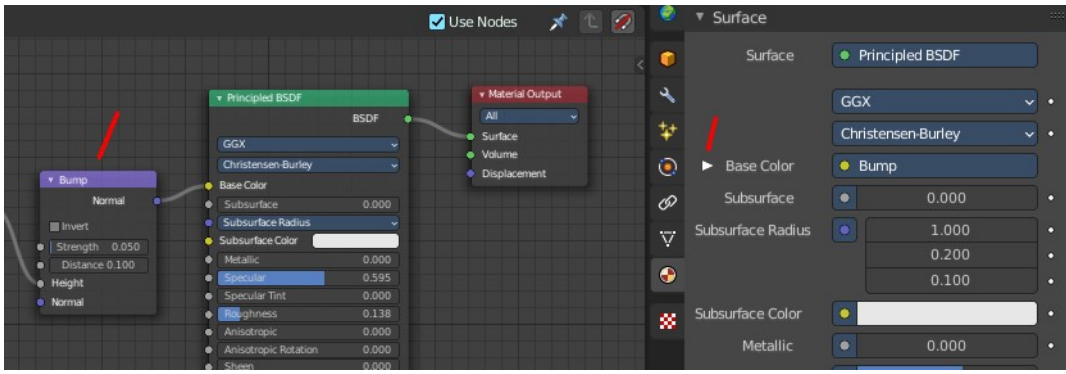 Use Nodes
Principled BSDF
BSDF
GGX
Christensen-Burley
Base Color
Subsurface 0.000
Subsurface Radius
Subsurface Color
Metallic 0.000
Specular 0.595
Specular Tint 0.000
Roughness 0.138
Anisotropic 0.000
Anisotropic Rotation 0.000
Sheen 0.000
Material Output
All
Surface
Volume
Displacement
Bump
Normal
Invert
Strength 0.050
Distance 0.100
Height
Normal
Surface
Surface Principled BSDF
GGX
Christensen-Burley
Base Color Bump
Subsurface 0.000
Subsurface Radius 1.000
0.200
0.100
Subsurface Color
Metallic 0.000